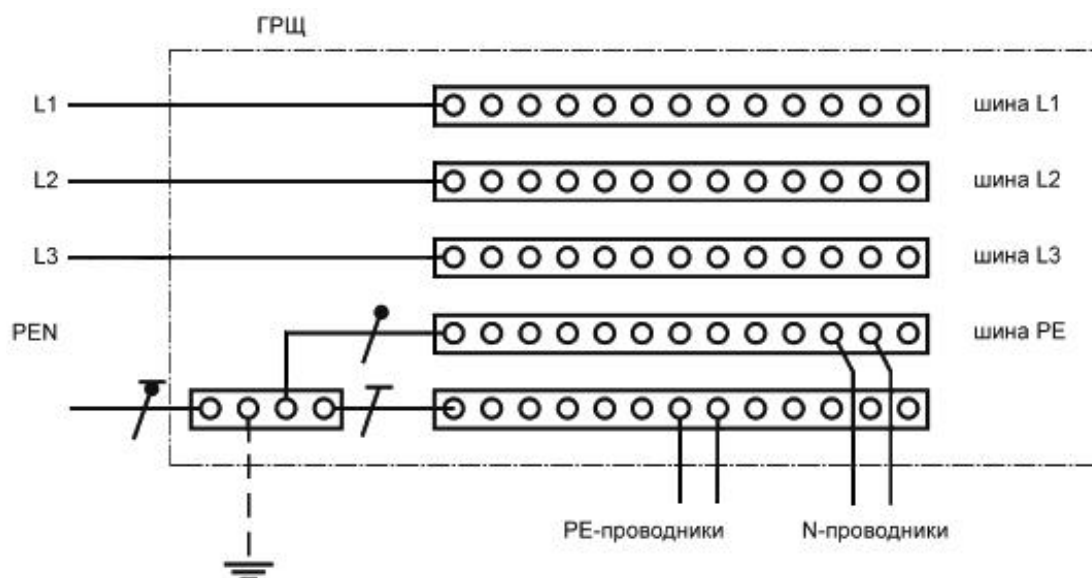 ГРЩ
L1 шина L1
L2 шина L2
L3 шина L3
PEN шина PE
PE-проводники N-проводники